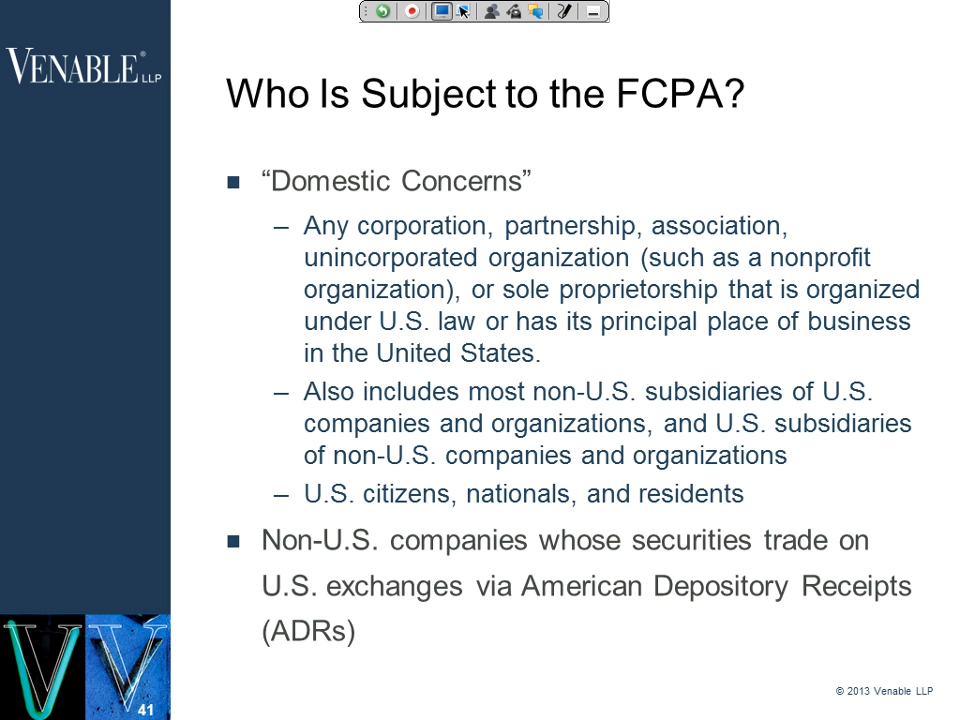 VENABLE® LLP
Who Is Subject to the FCPA?
“Domestic Concerns”
– Any corporation, partnership, association,
unincorporated organization (such as a nonprofit
organization), or sole proprietorship that is organized
under U.S. law or has its principal place of business
in the United States.
– Also includes most non-U.S. subsidiaries of U.S.
companies and organizations, and U.S. subsidiaries
of non-U.S. companies and organizations
– U.S. citizens, nationals, and residents
Non-U.S. companies whose securities trade on
U.S. exchanges via American Depository Receipts
(ADRs)
© 2013 Venable LLP
41